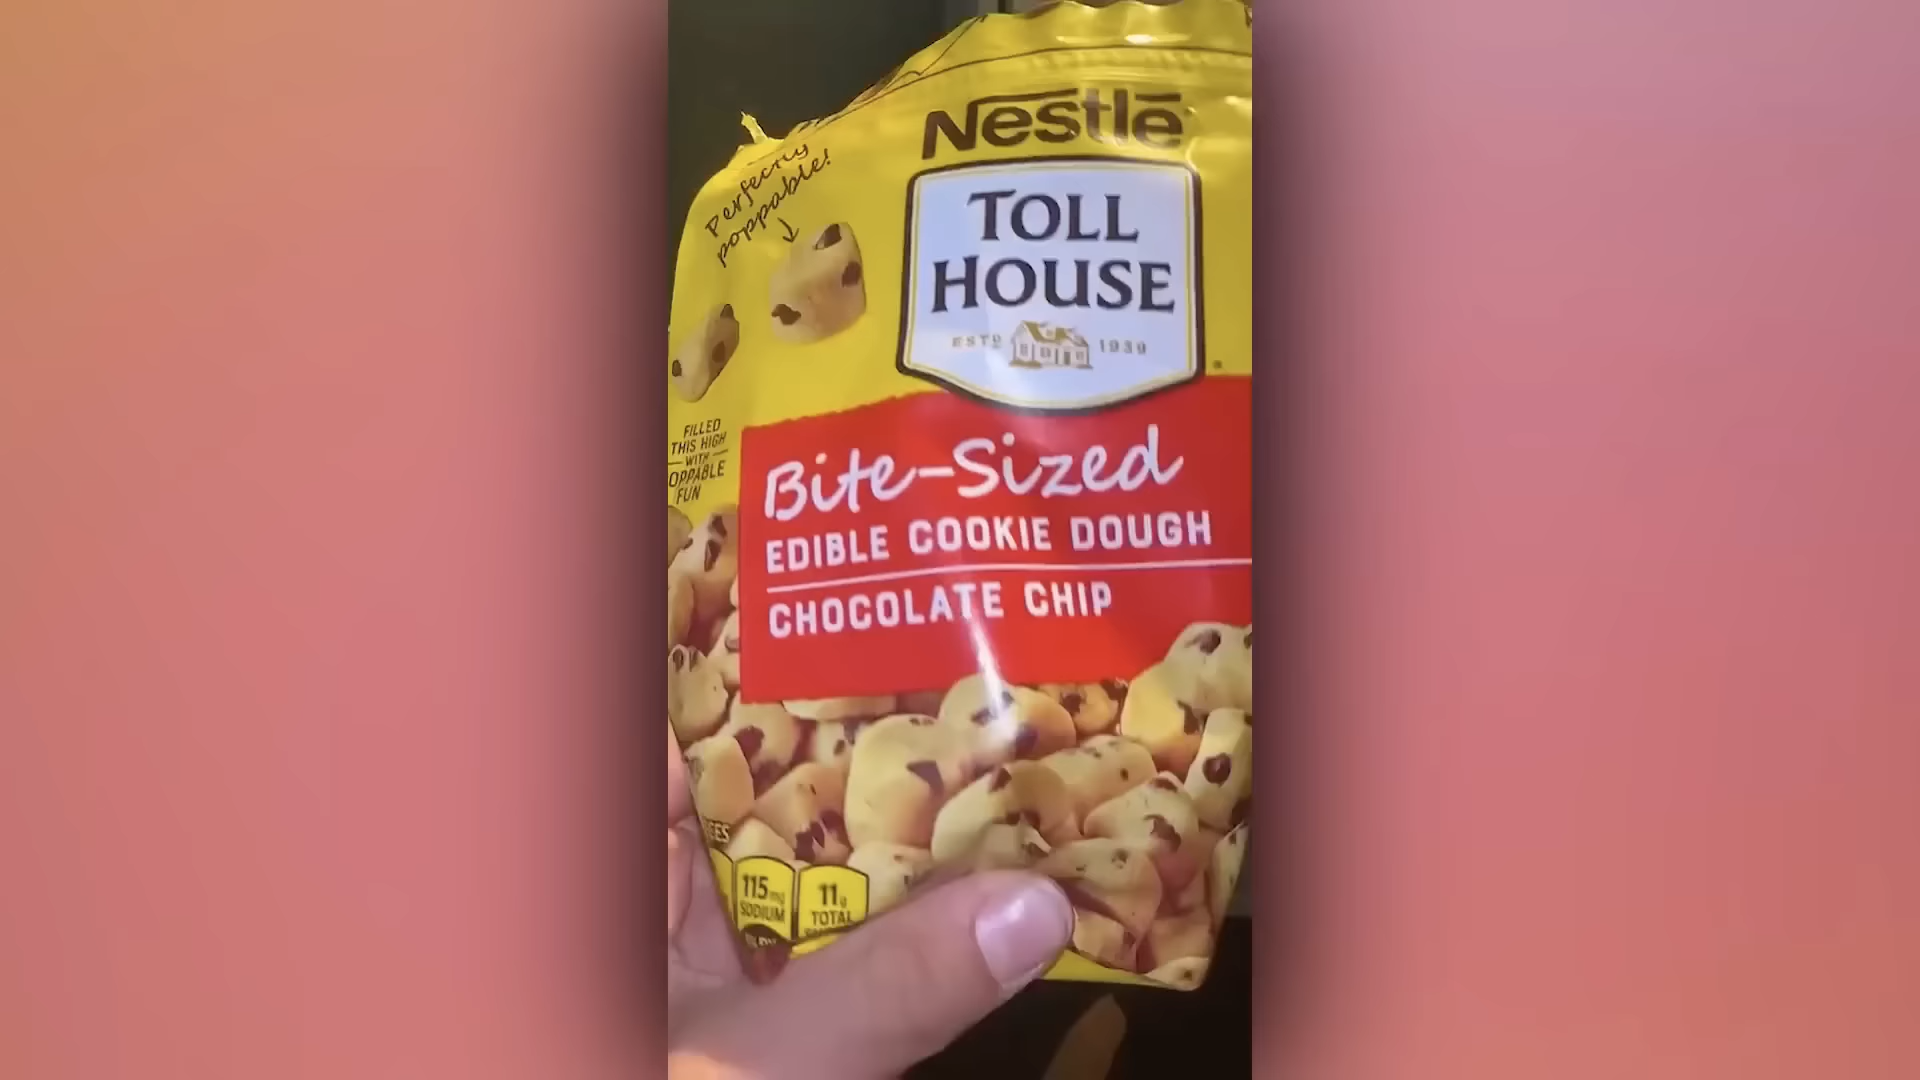 Nestlē
Perfectly
poppable!
TOLL
HOUSE
ESTD 1939
FILLED
THIS HIGH
WITH
OPPABLE
FUN
Bite-Sized
EDIBLE COOKIE DOUGH
CHOCOLATE CHIP
115mg
SODIUM
11g
TOTAL